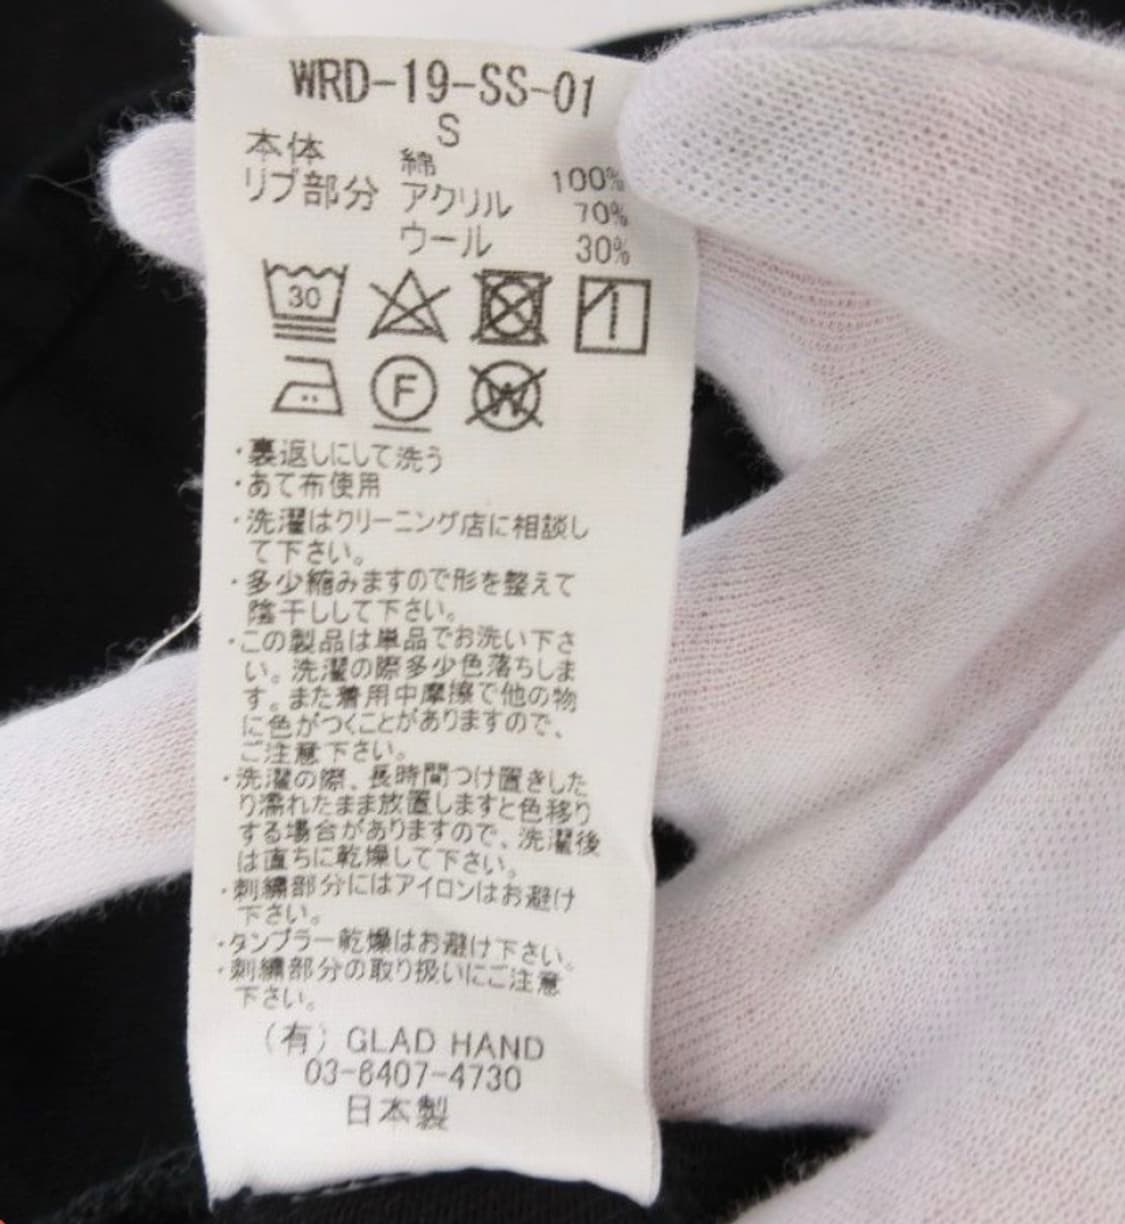 WRD-19-SS-01
S
本体 綿 100%
リブ部分 アクリル 70%
ウール 30%
30
F
W
・裏返しにして洗う
・あて布使用
・洗濯はクリーニング店に相談し
て下さい。
・多少縮みますので形を整えて
陰干しして下さい。
・この製品は単品でお洗い下さ
い。洗濯の際多少色落ちしま
す。また着用中摩擦で他の物
に色がつくことがありますので、
ご注意下さい。
・洗濯の際、長時間つけ置きした
り濡れたまま放置しますと色移り
する場合がありますので、洗濯後
は直ちに乾燥して下さい。
・刺繍部分にはアイロンはお避け
下さい。
・タンブラー乾燥はお避け下さい。
・刺繍部分の取り扱いにご注意
下さい。
(有) GLAD HAND
03-6407-4730
日本製